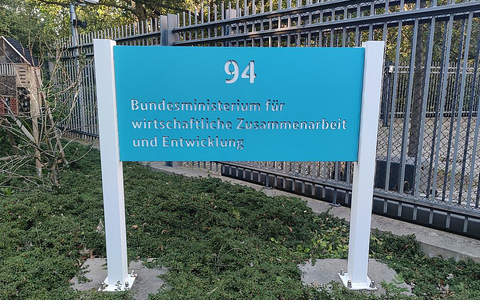 94
Bundesministerium für
wirtschaftliche Zusammenarbeit
und Entwicklung